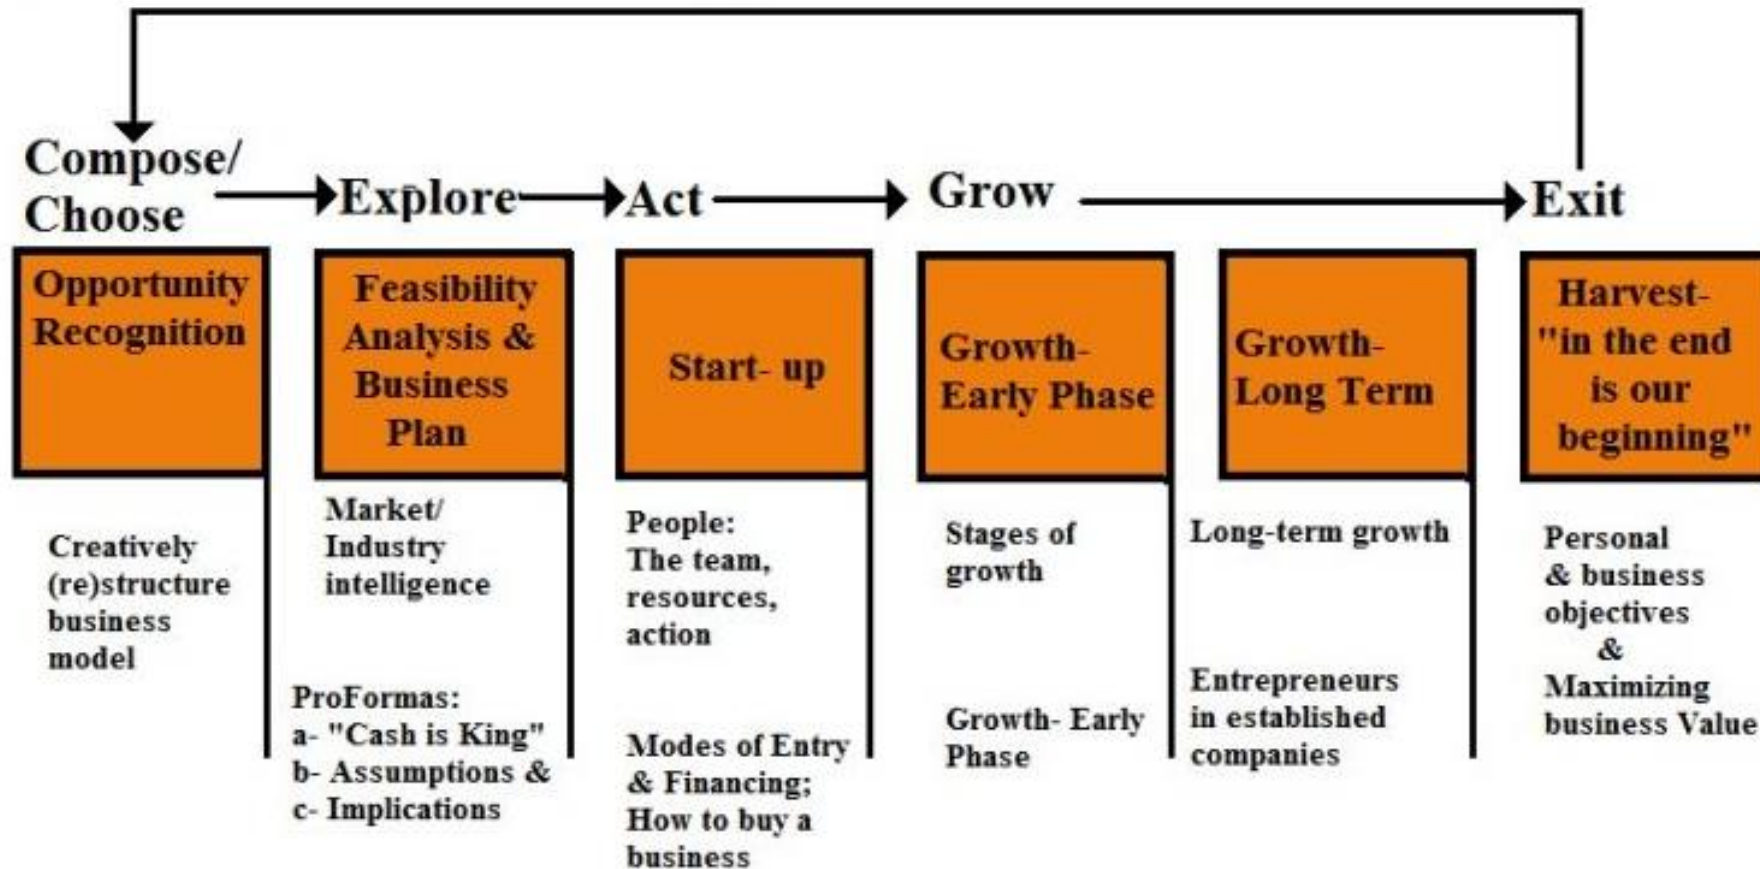 Compose/
Choose
Explore
Act
Grow
Exit
Opportunity
Recognition
Feasibility
Analysis &
Business
Plan
Start- up
Growth-
Early Phase
Growth-
Long Term
Harvest-
"in the end
is our
beginning"
Creatively
(re)structure
business
model
Market/
Industry
intelligence
ProFormas:
a- "Cash is King"
b- Assumptions &
c- Implications
People:
The team,
resources,
action
Modes of Entry
& Financing;
How to buy a
business
Stages of
growth
Growth- Early
Phase
Long-term growth
Entrepreneurs
in established
companies
Personal
& business
objectives
&
Maximizing
business Value